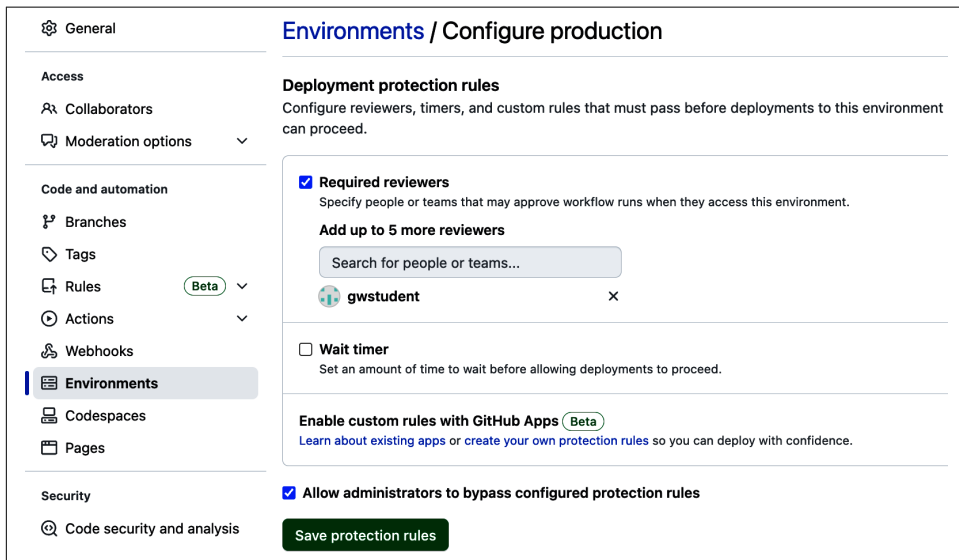 General
Access
Collaborators
Moderation options
Code and automation
Branches
Tags
Rules Beta
Actions
Webhooks
Environments
Codespaces
Pages
Security
Code security and analysis
Environments / Configure production
Deployment protection rules
Configure reviewers, timers, and custom rules that must pass before deployments to this environment
can proceed.
Required reviewers
Specify people or teams that may approve workflow runs when they access this environment.
Add up to 5 more reviewers
Search for people or teams...
gwstudent
Wait timer
Set an amount of time to wait before allowing deployments to proceed.
Enable custom rules with GitHub Apps Beta
Learn about existing apps or create your own protection rules so you can deploy with confidence.
Allow administrators to bypass configured protection rules
Save protection rules